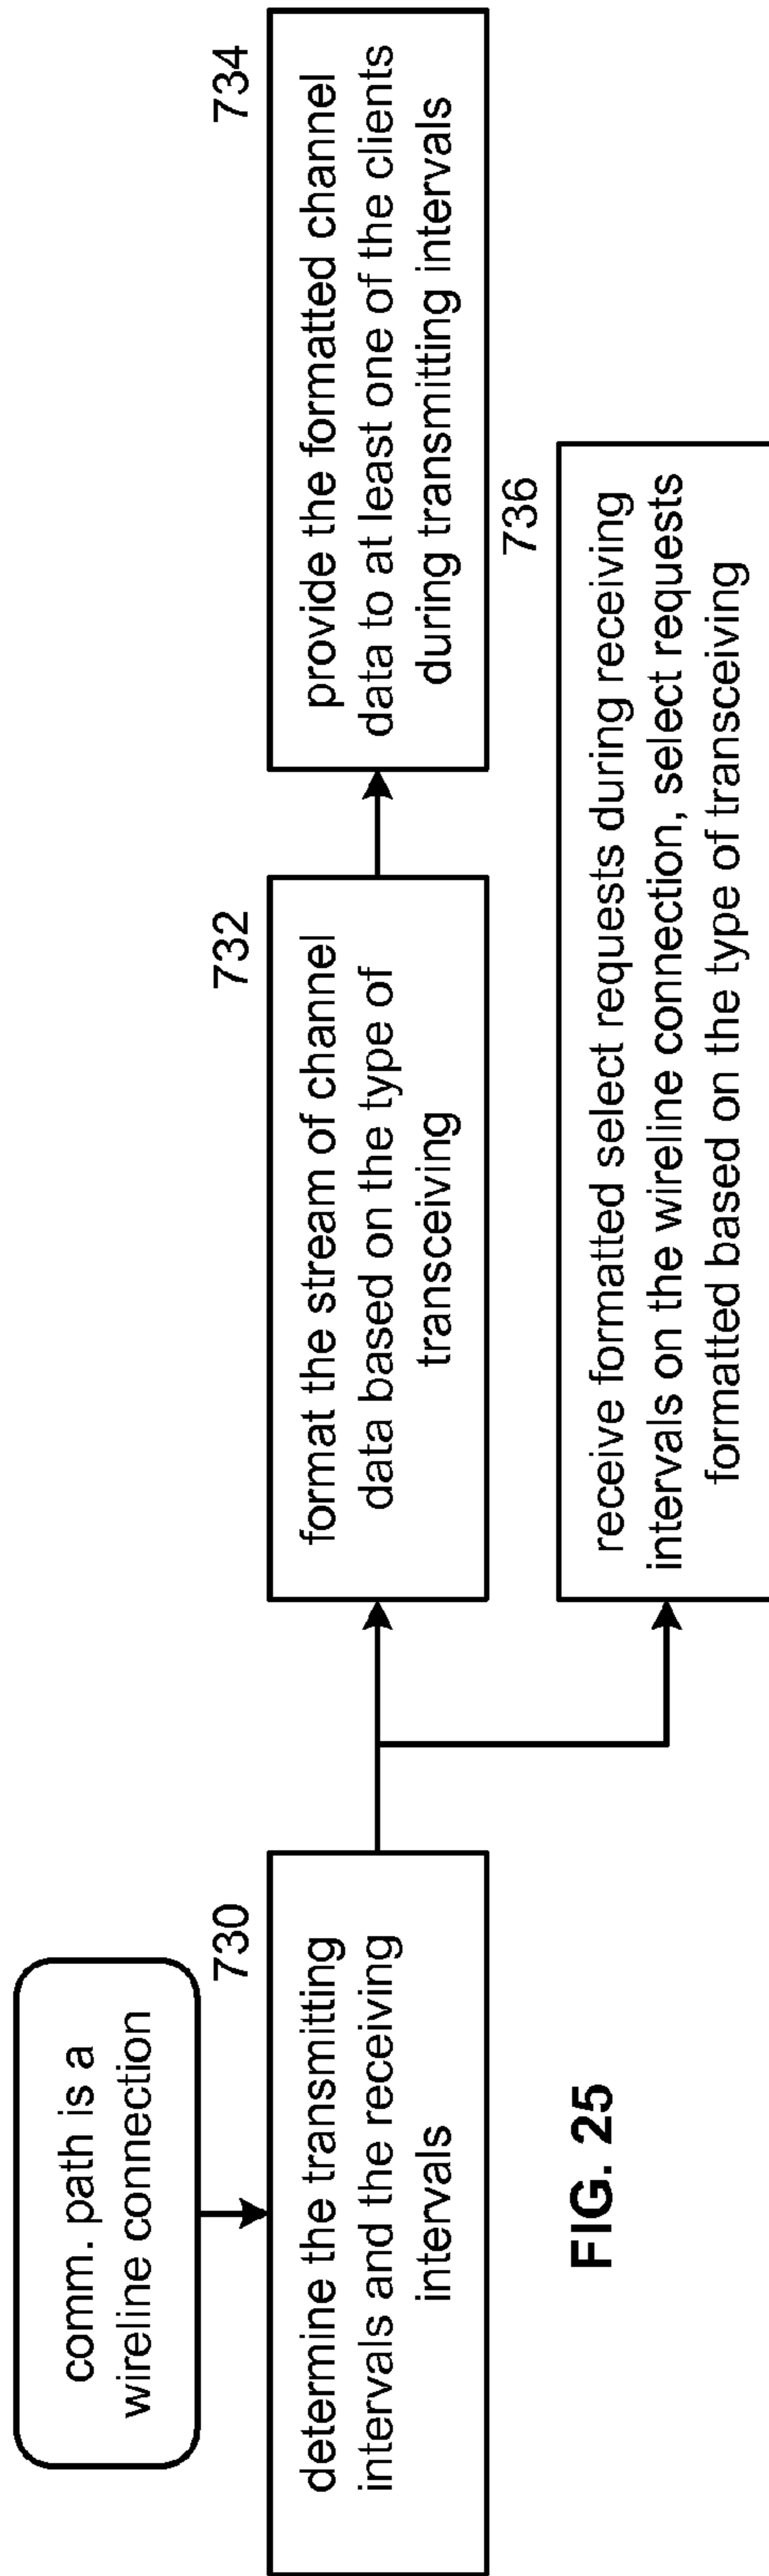 comm. path is a
wireline connection
730
determine the transmitting
intervals and the receiving
intervals
732
format the stream of channel
data based on the type of
transceiving
734
provide the formatted channel
data to at least one of the clients
during transmitting intervals
736
receive formatted select requests during receiving
intervals on the wireline connection, select requests
formatted based on the type of transceiving
FIG. 25